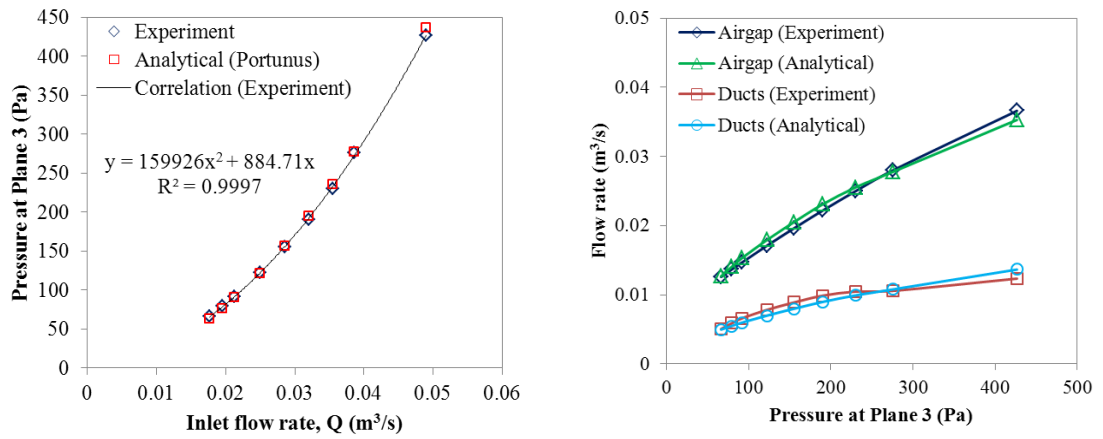 450
400
350
300
250
200
150
100
50
0
Pressure at Plane 3 (Pa)
Experiment
Analytical (Portunus)
Correlation (Experiment)
y = 159926x² + 884.71x
R² = 0.9997
0 0.01 0.02 0.03 0.04 0.05 0.06
Inlet flow rate, Q (m³/s)
0.05
0.04
0.03
0.02
0.01
0
Flow rate (m³/s)
Airgap (Experiment)
Airgap (Analytical)
Ducts (Experiment)
Ducts (Analytical)
0 100 200 300 400 500
Pressure at Plane 3 (Pa)